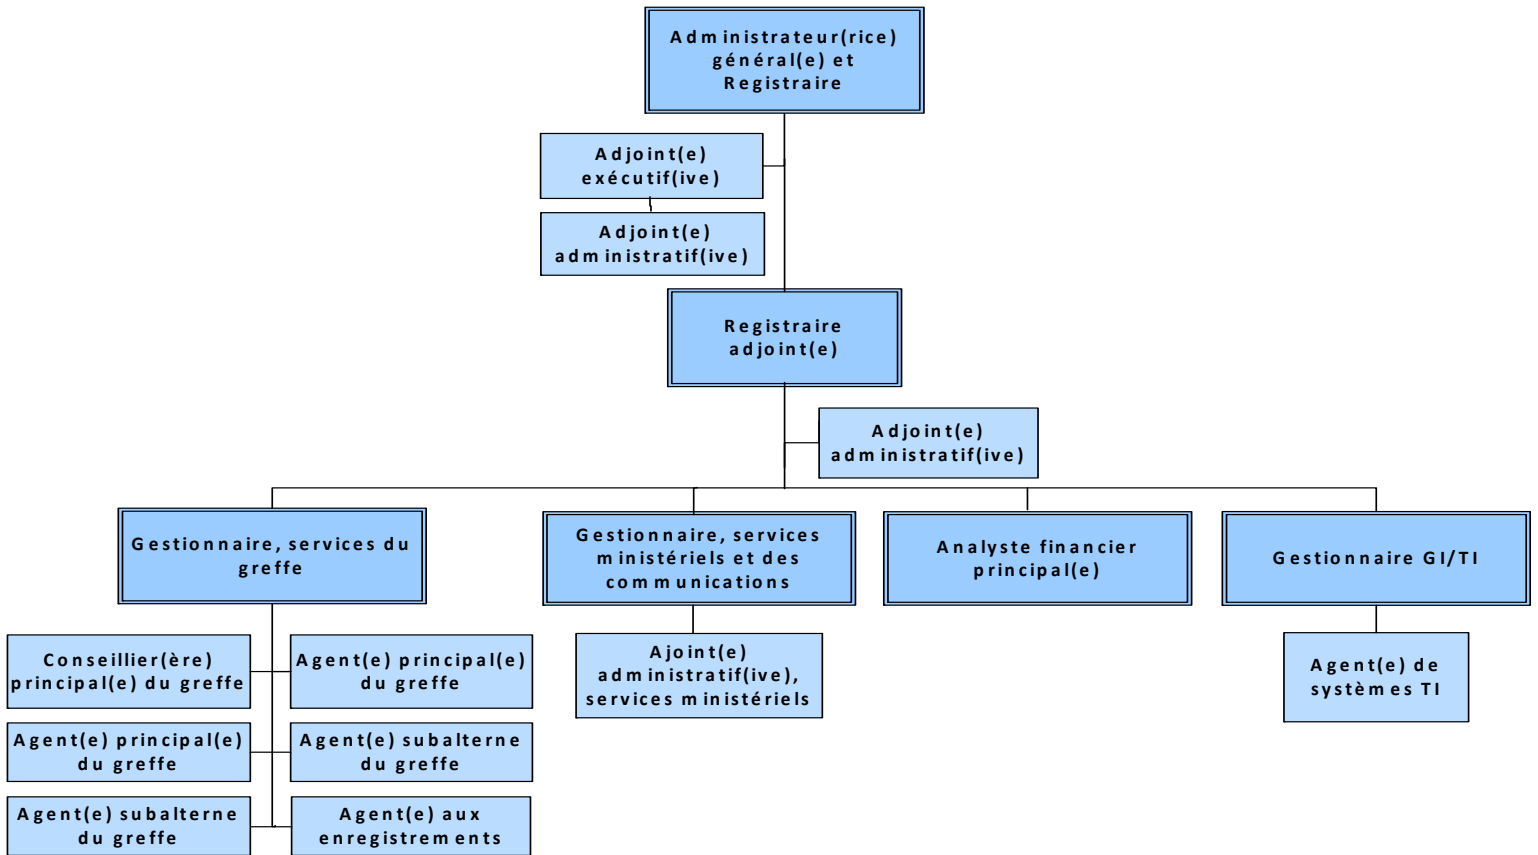 Administrateur(rice)
général(e) et
Registraire
Adjoint(e)
exécutif(ive)
Adjoint(e)
administratif(ive)
Registraire
adjoint(e)
Adjoint(e)
administratif(ive)
Gestionnaire, services du
greffe
Gestionnaire, services
ministériels et des
communications
Analyste financier
principal(e)
Gestionnaire GI/TI
Conseillier(ère)
principal(e) du greffe
Agent(e) principal(e)
du greffe
Ajoint(e)
administratif(ive),
services ministériels
Agent(e) de
systèmes TI
Agent(e) principal(e)
du greffe
Agent(e) subalterne
du greffe
Agent(e) subalterne
du greffe
Agent(e) aux
enregistrements